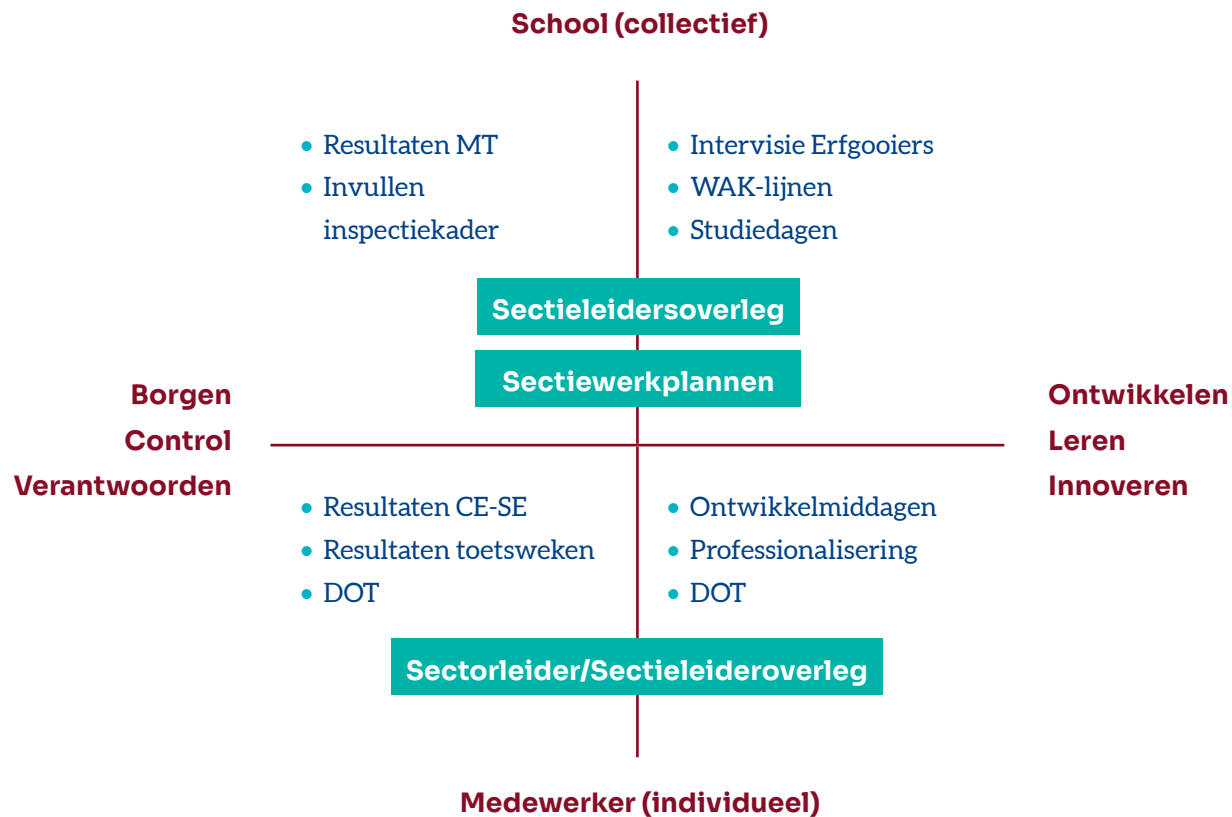 School (collectief)
• Resultaten MT
• Invullen
inspectiekader
• Intervisie Erfgooiers
• WAK-lijnen
• Studiedagen
Sectieleidersoverleg
Sectiewerkplannen
Borgen
Control
Verantwoorden
Ontwikkelen
Leren
Innoveren
• Resultaten CE-SE
• Resultaten toetsweken
• DOT
• Ontwikkelmiddagen
• Professionalisering
• DOT
Sectorleider/Sectieleideroverleg
Medewerker (individueel)